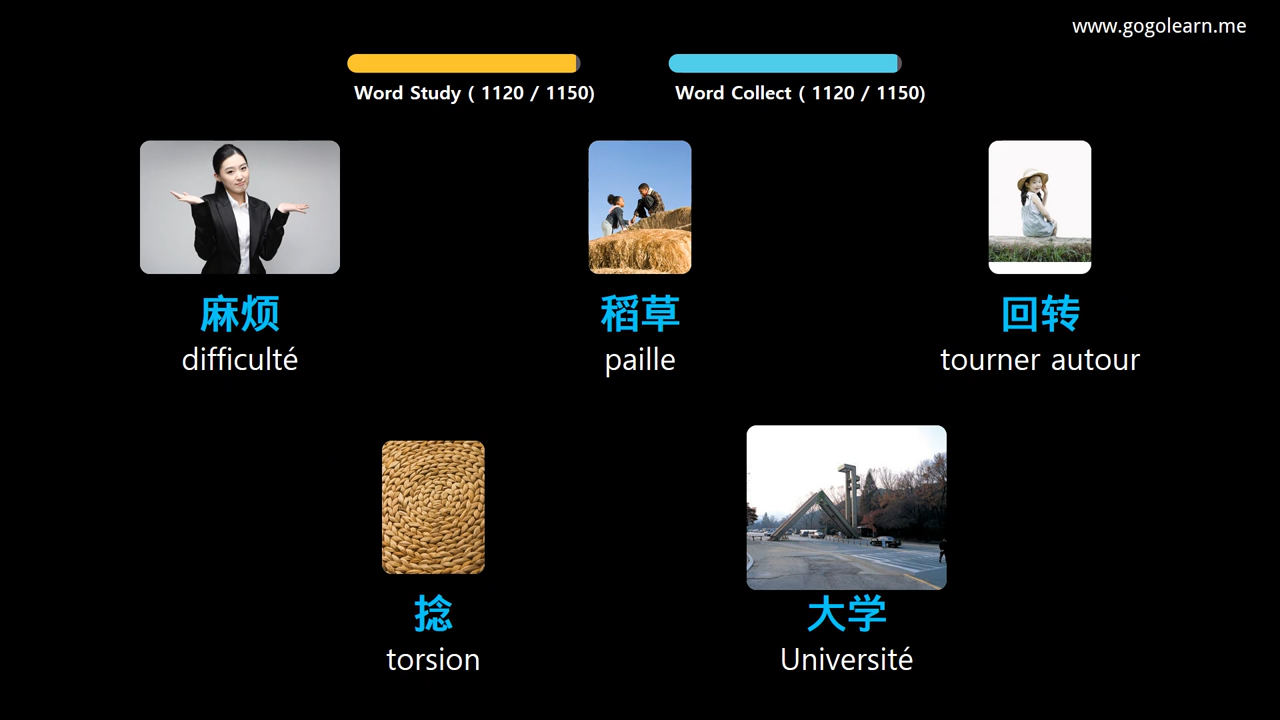 www.gogolearn.me
Word Study ( 1120 / 1150)
Word Collect ( 1120 / 1150)
麻烦
difficulté
稻草
paille
回转
tourner autour
捻
torsion
大学
Université